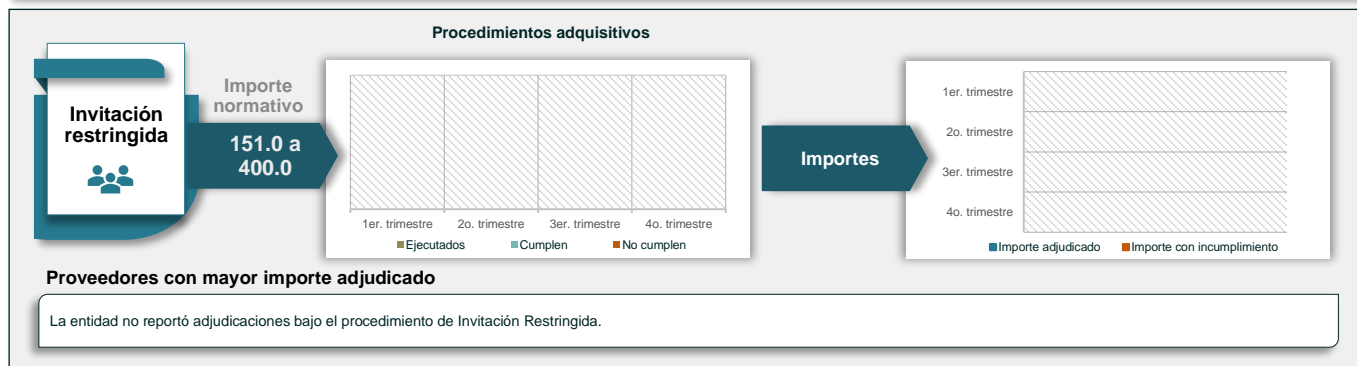 Procedimientos adquisitivos
Invitación
restringida
Importe
normativo
151.0 a
400.0
1er. trimestre
2o. trimestre
3er. trimestre
4o. trimestre
Ejecutados
Cumplen
No cumplen
Importes
1er. trimestre
2o. trimestre
3er. trimestre
4o. trimestre
Importe adjudicado
Importe con incumplimiento
Proveedores con mayor importe adjudicado
La entidad no reportó adjudicaciones bajo el procedimiento de Invitación Restringida.